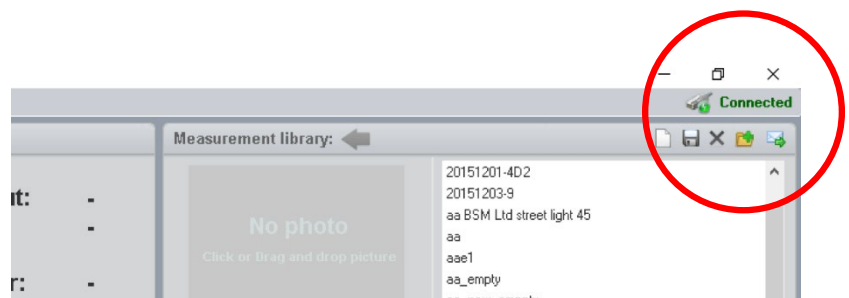 Connected
Measurement library:
20151201-4D2
20151203-9
aa BSM Ltd street light 45
aa
aae1
aa_empty
No photo
Click or Drag and drop picture
ut: -
-
r: -